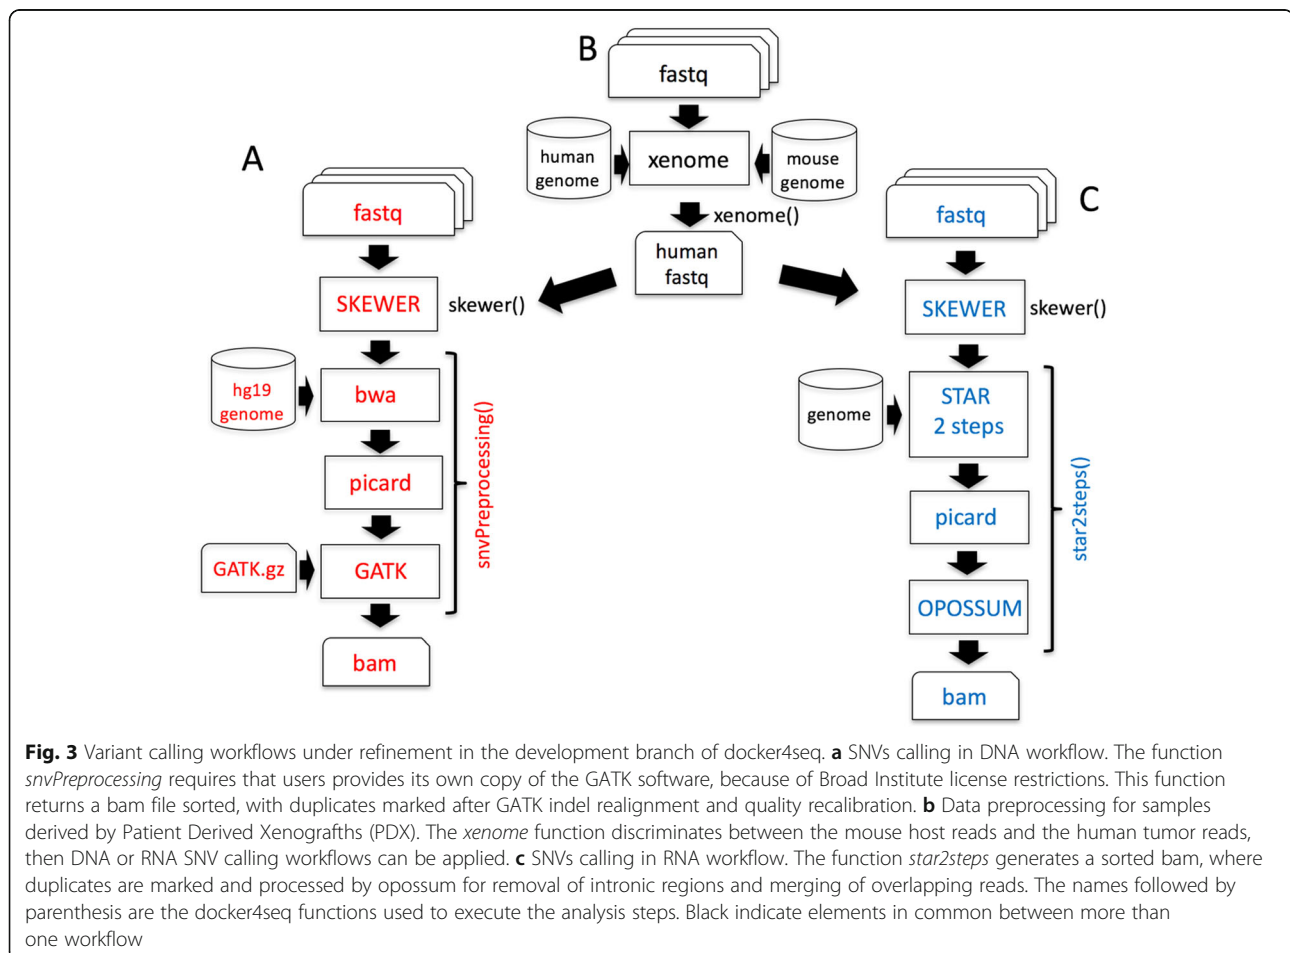 B
fastq
human
genome
xenome
mouse
genome
xenome()
human
fastq
A
fastq
SKEWER
skewer()
hg19
genome
bwa
picard
GATK.gz
GATK
bam
snvPreprocessing()
C
fastq
SKEWER
skewer()
genome
STAR
2 steps
picard
OPOSSUM
bam
star2steps()
Fig. 3 Variant calling workflows under refinement in the development branch of docker4seq. a SNVs calling in DNA workflow. The function
snvPreprocessing requires that users provides its own copy of the GATK software, because of Broad Institute license restrictions. This function
returns a bam file sorted, with duplicates marked after GATK indel realignment and quality recalibration. b Data preprocessing for samples
derived by Patient Derived Xenografths (PDX). The xenome function discriminates between the mouse host reads and the human tumor reads,
then DNA or RNA SNV calling workflows can be applied. c SNVs calling in RNA workflow. The function star2steps generates a sorted bam, where
duplicates are marked and processed by opossum for removal of intronic regions and merging of overlapping reads. The names followed by
parenthesis are the docker4seq functions used to execute the analysis steps. Black indicate elements in common between more than
one workflow